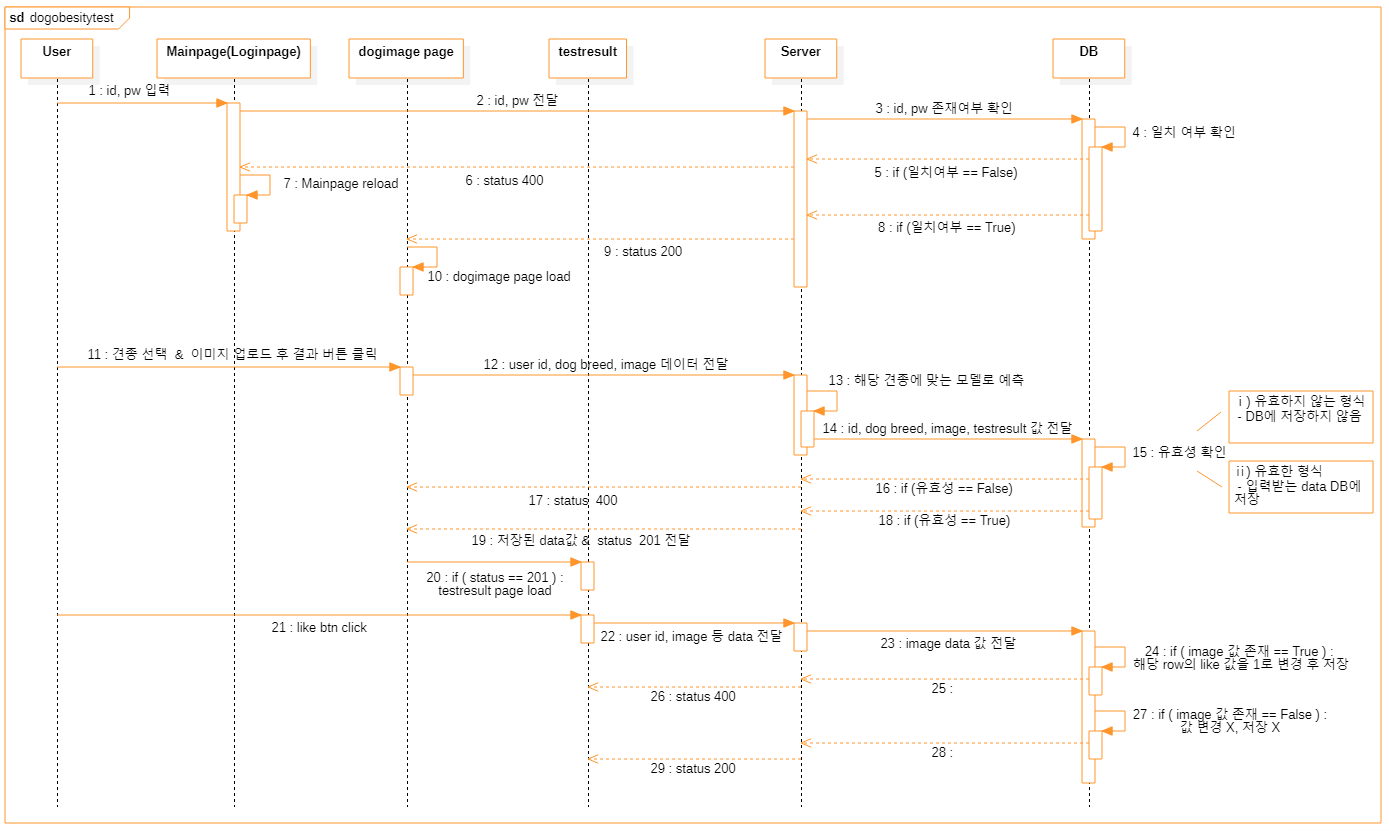 sd dogobesitytest
User
Mainpage(Loginpage)
dogimage page
testresult
Server
DB
1 : id, pw 입력
2 : id, pw 전달
3 : id, pw 존재여부 확인
4 : 일치 여부 확인
5 : if (일치여부 == False)
6 : status 400
7 : Mainpage reload
8 : if (일치여부 == True)
9 : status 200
10 : dogimage page load
11 : 견종 선택 & 이미지 업로드 후 결과 버튼 클릭
12 : user id, dog breed, image 데이터 전달
13 : 해당 견종에 맞는 모델로 예측
14 : id, dog breed, image, testresult 값 전달
ⅰ) 유효하지 않는 형식
- DB에 저장하지 않음
15 : 유효성 확인
ⅱ) 유효한 형식
- 입력받는 data DB에
저장
16 : if (유효성 == False)
17 : status 400
18 : if (유효성 == True)
19 : 저장된 data값 & status 201 전달
20 : if ( status == 201 ) :
testresult page load
21 : like btn click
22 : user id, image 등 data 전달
23 : image data 값 전달
24 : if ( image 값 존재 == True ) :
해당 row의 like 값을 1로 변경 후 저장
25 :
26 : status 400
27 : if ( image 값 존재 == False ) :
값 변경 X, 저장 X
28 :
29 : status 200